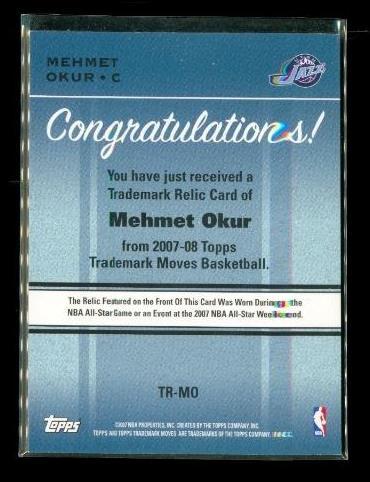 MEHMET
OKUR • C
JAZZ
Congratulations!
You have just received a
Trademark Relic Card of
Mehmet Okur
from 2007-08 Topps
Trademark Moves Basketball.
The Relic Featured on the Front Of This Card Was Worn During the
NBA All-Star Game or an Event at the 2007 NBA All-Star Weekend.
TR-MO
topps
©2007 NBA PROPERTIES, INC. CREATED BY THE TOPPS COMPANY, INC.
TOPPS AND TOPPS TRADEMARK MOVES ARE TRADEMARKS OF THE TOPPS COMPANY, INC.
NBA